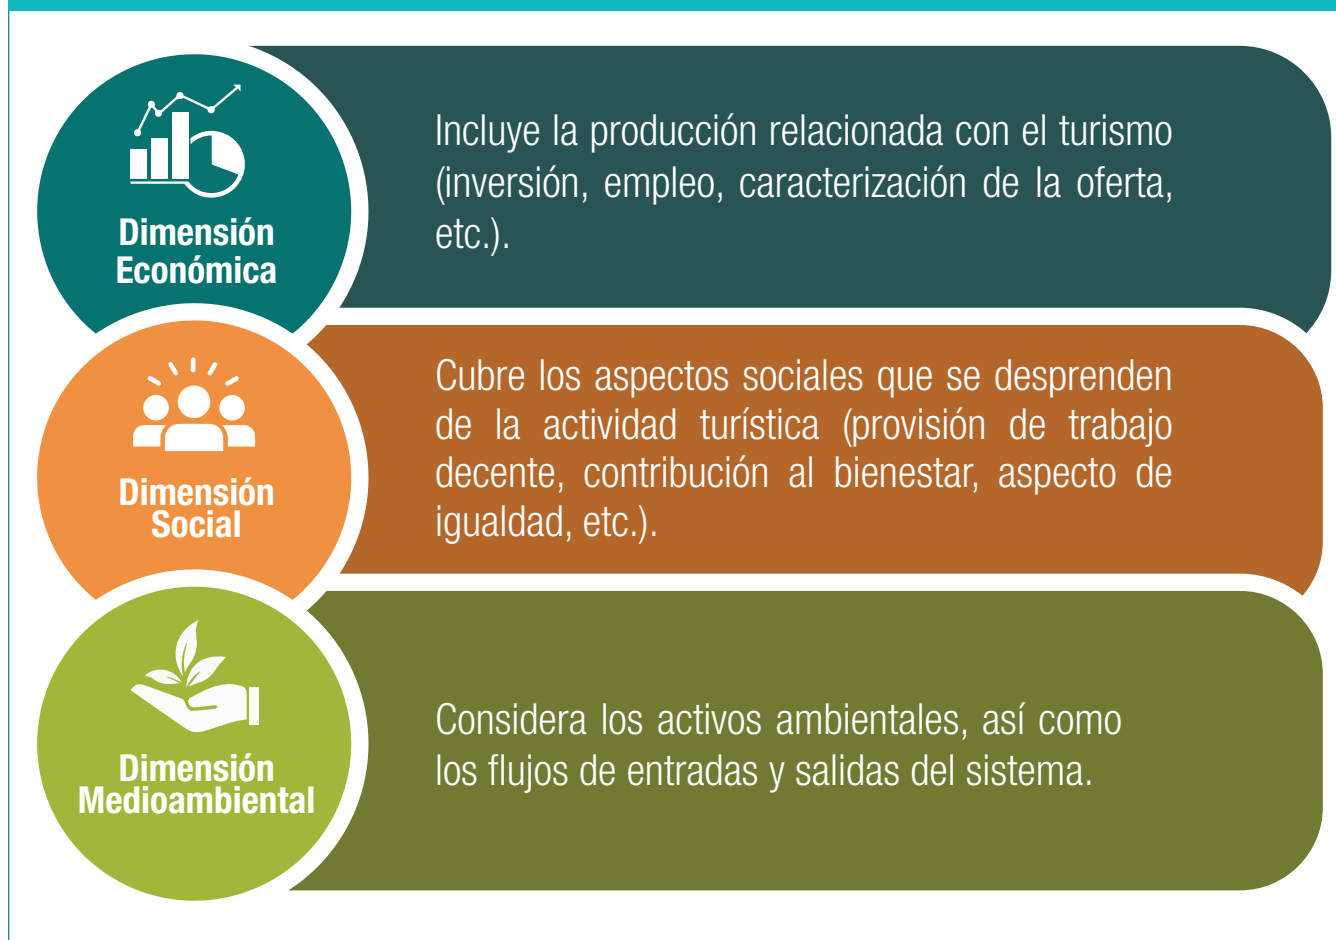 Dimensión
Económica
Incluye la producción relacionada con el turismo
(inversión, empleo, caracterización de la oferta,
etc.).
Dimensión
Social
Cubre los aspectos sociales que se desprenden
de la actividad turística (provisión de trabajo
decente, contribución al bienestar, aspecto de
igualdad, etc.).
Dimensión
Medioambiental
Considera los activos ambientales, así como
los flujos de entradas y salidas del sistema.